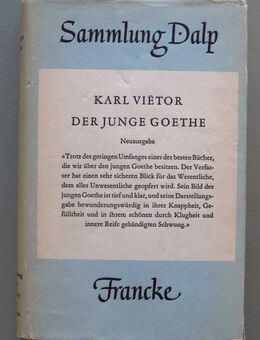 Sammlung Dalp
KARL VIËTOR
DER JUNGE GOETHE
Neuausgabe
«Trotz des geringen Umfanges eines der besten Bücher,
die wir über den jungen Goethe besitzen. Der Verfas-
ser hat einen sehr sicheren Blick für das Wesentliche,
dem alles Unwesentliche geopfert wird. Sein Bild des
jungen Goethe ist tief und klar, und seine Darstellungs-
gabe bewunderungswürdig in ihrer Knappheit, Ge-
fülltheit und in ihrem schönen durch Klugheit und
innere Reife gebändigten Schwung.»
Francke